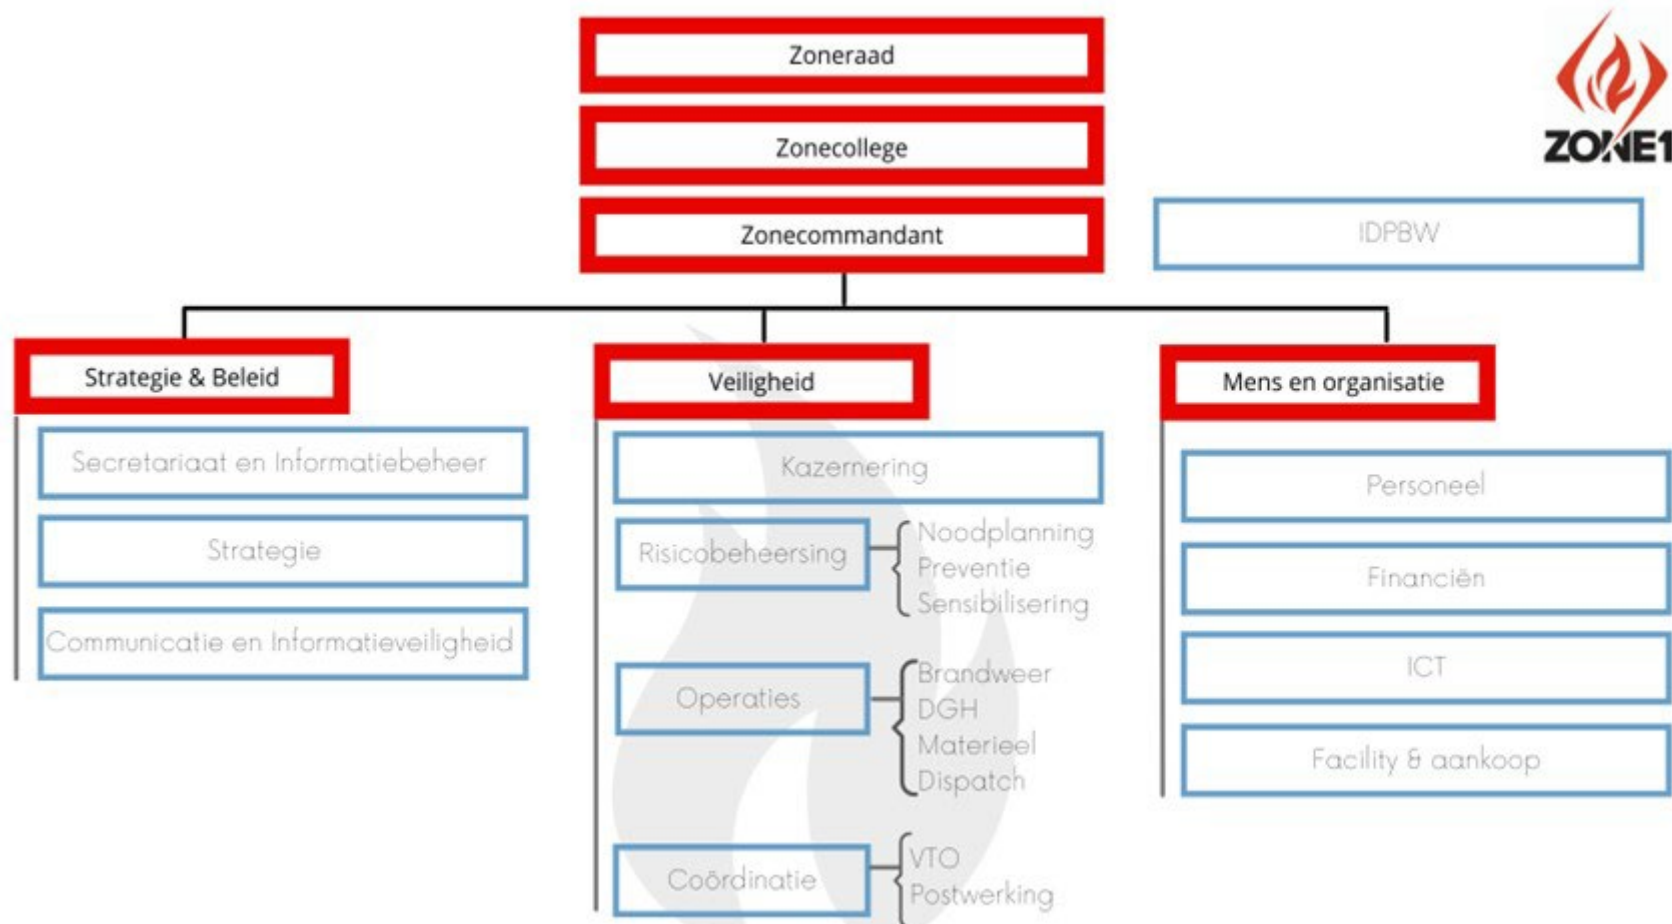 Zoneraad
ZONE1
Zonecollege
Zonecommandant
IDPBW
Strategie & Beleid
Secretariaat en Informatiebeheer
Strategie
Communicatie en Informatieveiligheid
Veiligheid
Kazernering
Risicobeheersing
Noodplanning
Preventie
Sensibilisering
Operaties
Brandweer
DGH
Materieel
Dispatch
Coördinatie
VTO
Postwerking
Mens en organisatie
Personeel
Financiën
ICT
Facility & aankoop